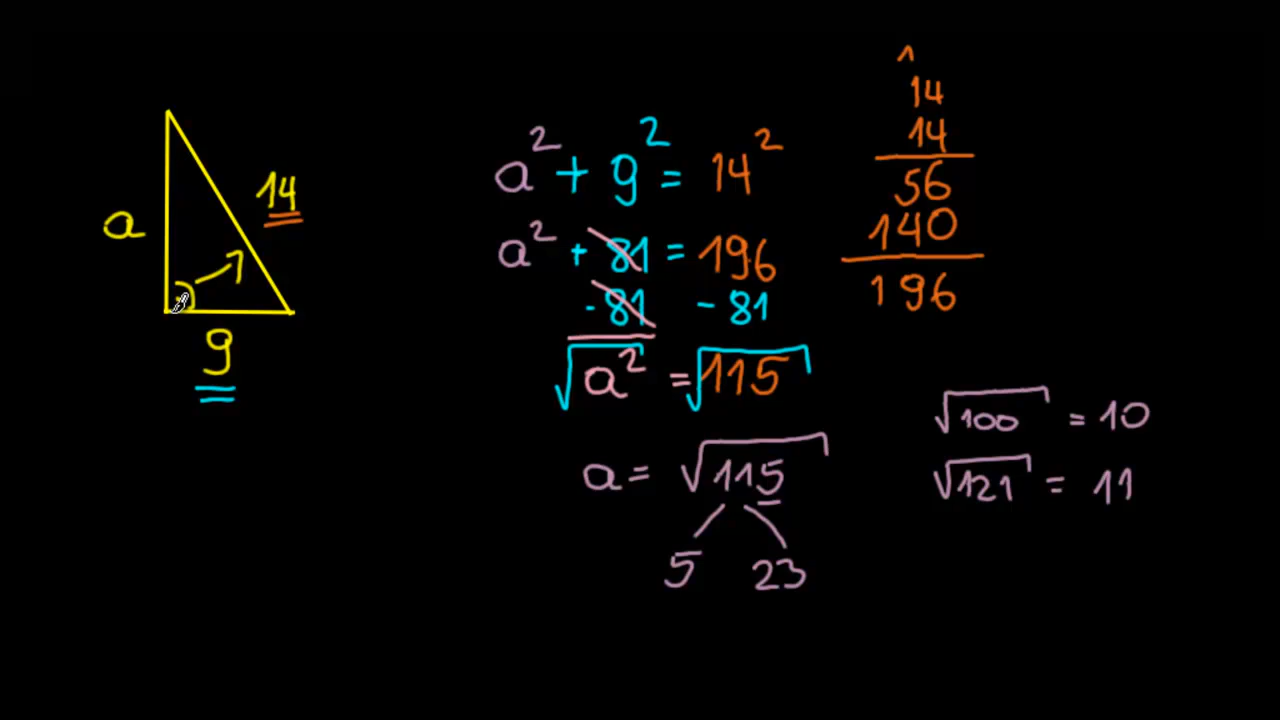 a
14
9
a² + 9² = 14²
a² + 81 = 196
- 81 - 81
√a² = √115
a = √115
5 23
1
14
14
56
140
196
√100 = 10
√121 = 11